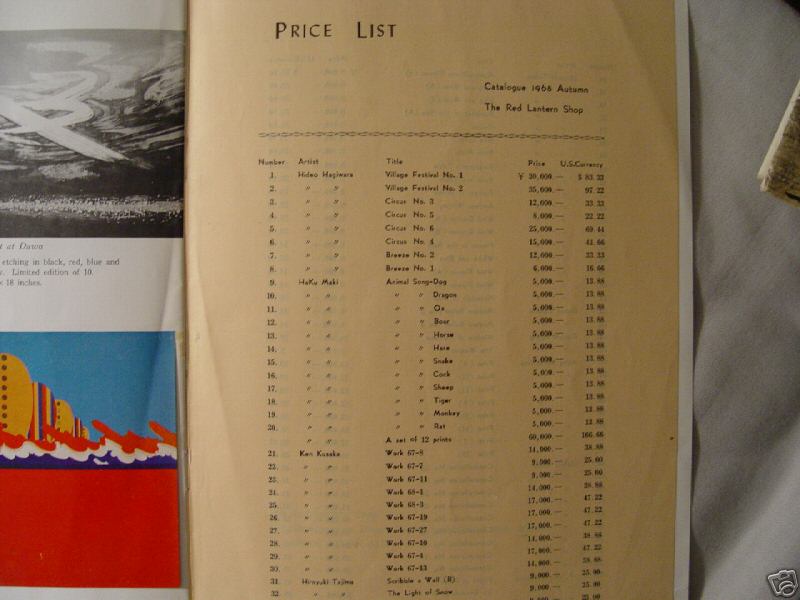 PRICE LIST
Catalogue 1968 Autumn
The Red Lantern Shop
Number Artist Title Price U.S.Currency
1. Hideo Hagiwara Village Festival No. 1 ¥ 30,000.— $ 83.33
2. 〃 〃 Village Festival No. 2 35,000.— 97.22
3. 〃 〃 Circus No. 3 12,000.— 33.33
4. 〃 〃 Circus No. 5 8,000.— 22.22
5. 〃 〃 Circus No. 6 25,000.— 69.44
6. 〃 〃 Circus No. 4 15,000.— 41.66
7. 〃 〃 Breeze No. 2 12,000.— 33.33
8. 〃 〃 Breeze No. 1 6,000.— 16.66
9. HaKu Maki Animal Song-Dog 5,000.— 13.88
10. 〃 〃 〃 〃 Dragon 5,000.— 13.88
11. 〃 〃 〃 〃 Ox 5,000.— 13.88
12. 〃 〃 〃 〃 Boar 5,000.— 13.88
13. 〃 〃 〃 〃 Horse 5,000.— 13.88
14. 〃 〃 〃 〃 Hare 5,000.— 13.88
15. 〃 〃 〃 〃 Snake 5,000.— 13.88
16. 〃 〃 〃 〃 Cock 5,000.— 13.88
17. 〃 〃 〃 〃 Sheep 5,000.— 13.88
18. 〃 〃 〃 〃 Tiger 5,000.— 13.88
19. 〃 〃 〃 〃 Monkey 5,000.— 13.88
20. 〃 〃 〃 〃 Rat 5,000.— 13.88
〃 〃 A set of 12 prints 60,000.— 166.66
21. Ken Kosaka Work 67-8 14,000.— 38.88
22. 〃 〃 Work 67-7 9,000.— 25.00
23. 〃 〃 Work 67-11 9,000.— 25.00
24. 〃 〃 Work 68-1 14,000.— 38.88
25. 〃 〃 Work 68-3 17,000.— 47.22
26. 〃 〃 Work 67-19 17,000.— 47.22
27. 〃 〃 Work 67-27 17,000.— 47.22
28. 〃 〃 Work 67-10 14,000.— 38.88
29. 〃 〃 Work 67-4 17,000.— 47.22
30. 〃 〃 Work 67-13 14,000.— 38.88
31. Hiroyuki Tajima Scribble a Wall (B) 9,000.— 25.00
32. 〃 〃 The Light of Snow 9,000.— 25.00
t at Dawn
etching in black, red, blue and
Limited edition of 10.
× 18 inches.